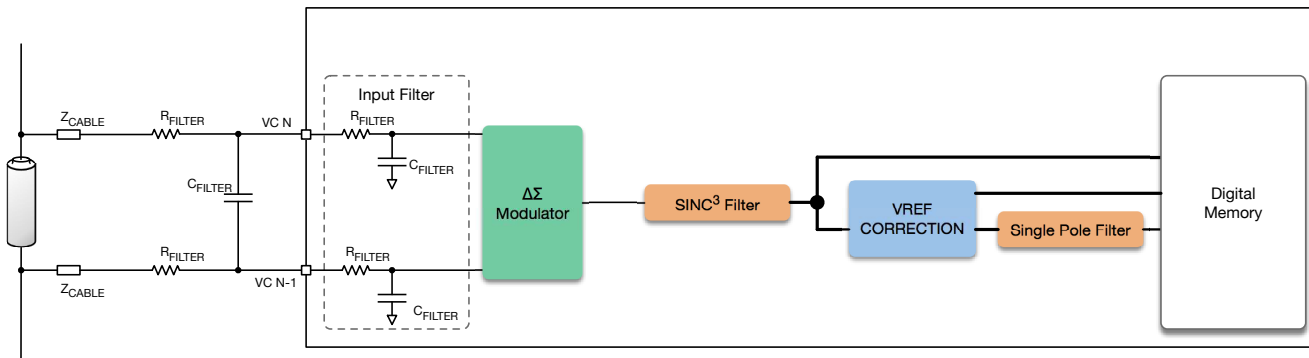 Input Filter
Z_CABLE
R_FILTER
VC N
R_FILTER
C_FILTER
C_FILTER
ΔΣ
Modulator
SINC³ Filter
VREF
CORRECTION
Single Pole Filter
Digital
Memory
R_FILTER
R_FILTER
VC N-1
Z_CABLE
C_FILTER